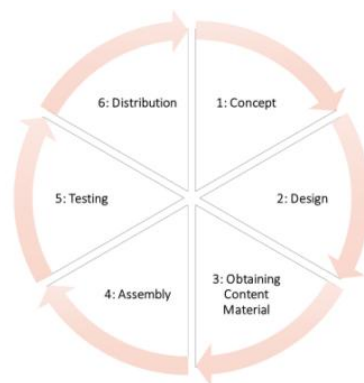 1: Concept
2: Design
3: Obtaining
Content
Material
4: Assembly
5: Testing
6: Distribution